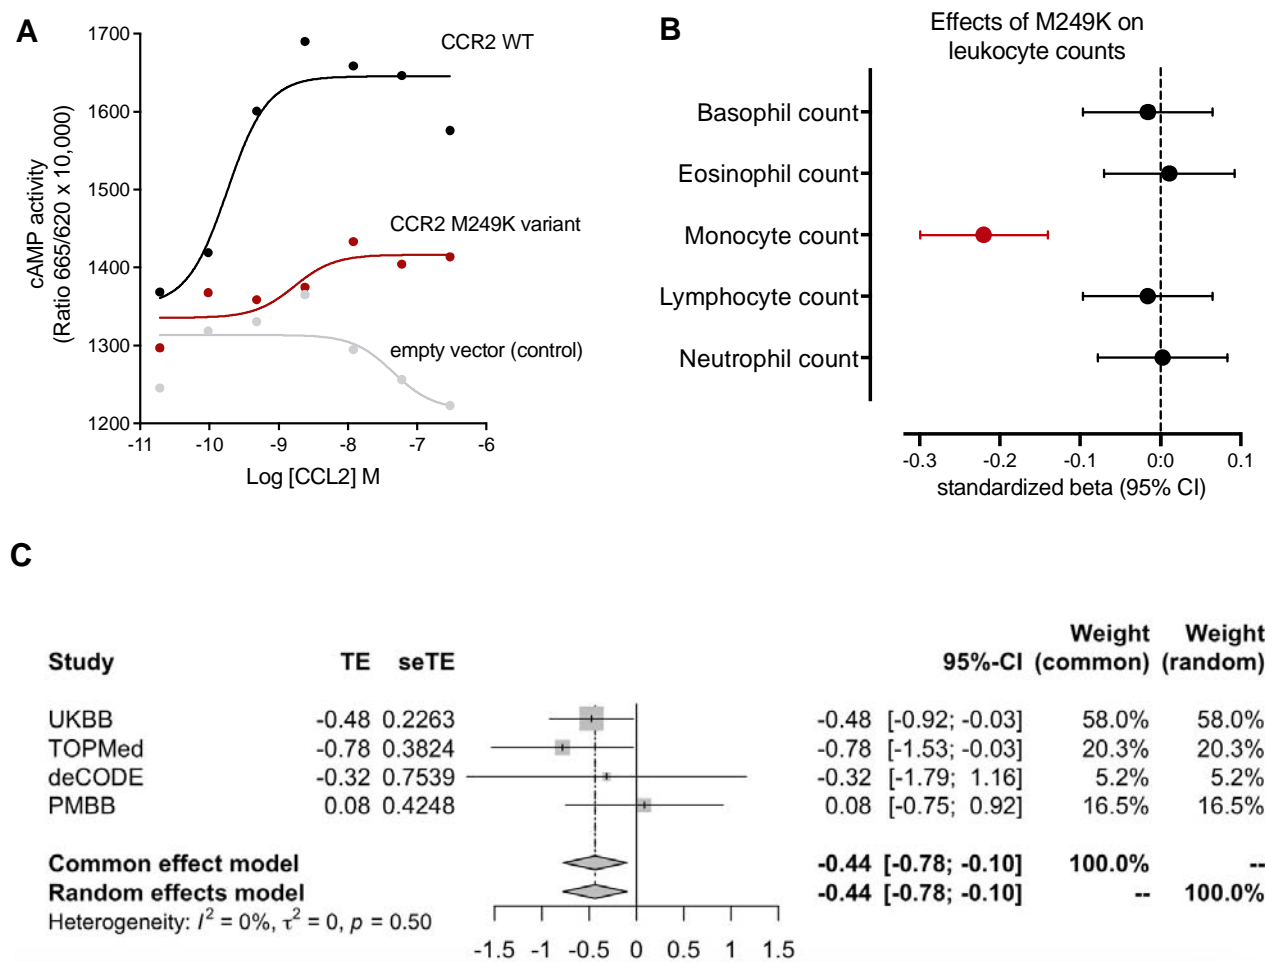 A
1700
1600
1500
1400
1300
1200
cAMP activity
(Ratio 665/620 x 10,000)
CCR2 WT
CCR2 M249K variant
empty vector (control)
-11 -10 -9 -8 -7 -6
Log [CCL2] M
B
Effects of M249K on
leukocyte counts
Basophil count
Eosinophil count
Monocyte count
Lymphocyte count
Neutrophil count
-0.3 -0.2 -0.1 0.0 0.1
standardized beta (95% CI)
C
Weight Weight
Study TE seTE 95%-CI (common) (random)
UKBB -0.48 0.2263 -0.48 [-0.92; -0.03] 58.0% 58.0%
TOPMed -0.78 0.3824 -0.78 [-1.53; -0.03] 20.3% 20.3%
deCODE -0.32 0.7539 -0.32 [-1.79; 1.16] 5.2% 5.2%
PMBB 0.08 0.4248 0.08 [-0.75; 0.92] 16.5% 16.5%
Common effect model -0.44 [-0.78; -0.10] 100.0% --
Random effects model -0.44 [-0.78; -0.10] -- 100.0%
Heterogeneity: I² = 0%, τ² = 0, p = 0.50
-1.5 -1 -0.5 0 0.5 1 1.5